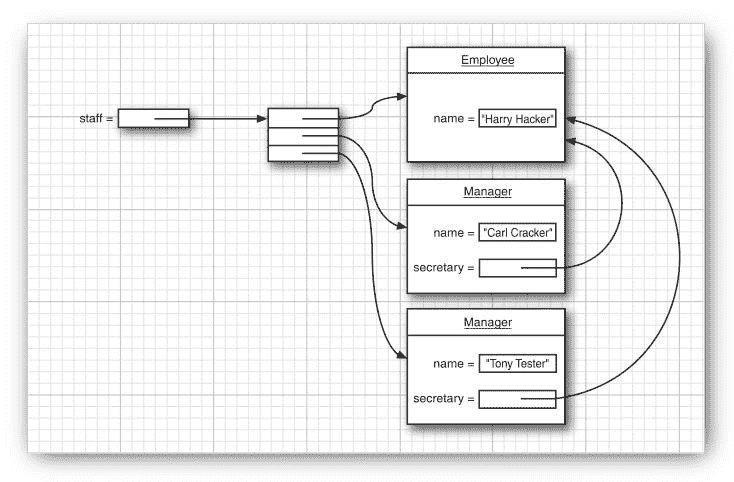 Employee
staff =
name = "Harry Hacker"
Manager
name = "Carl Cracker"
secretary =
Manager
name = "Tony Tester"
secretary =